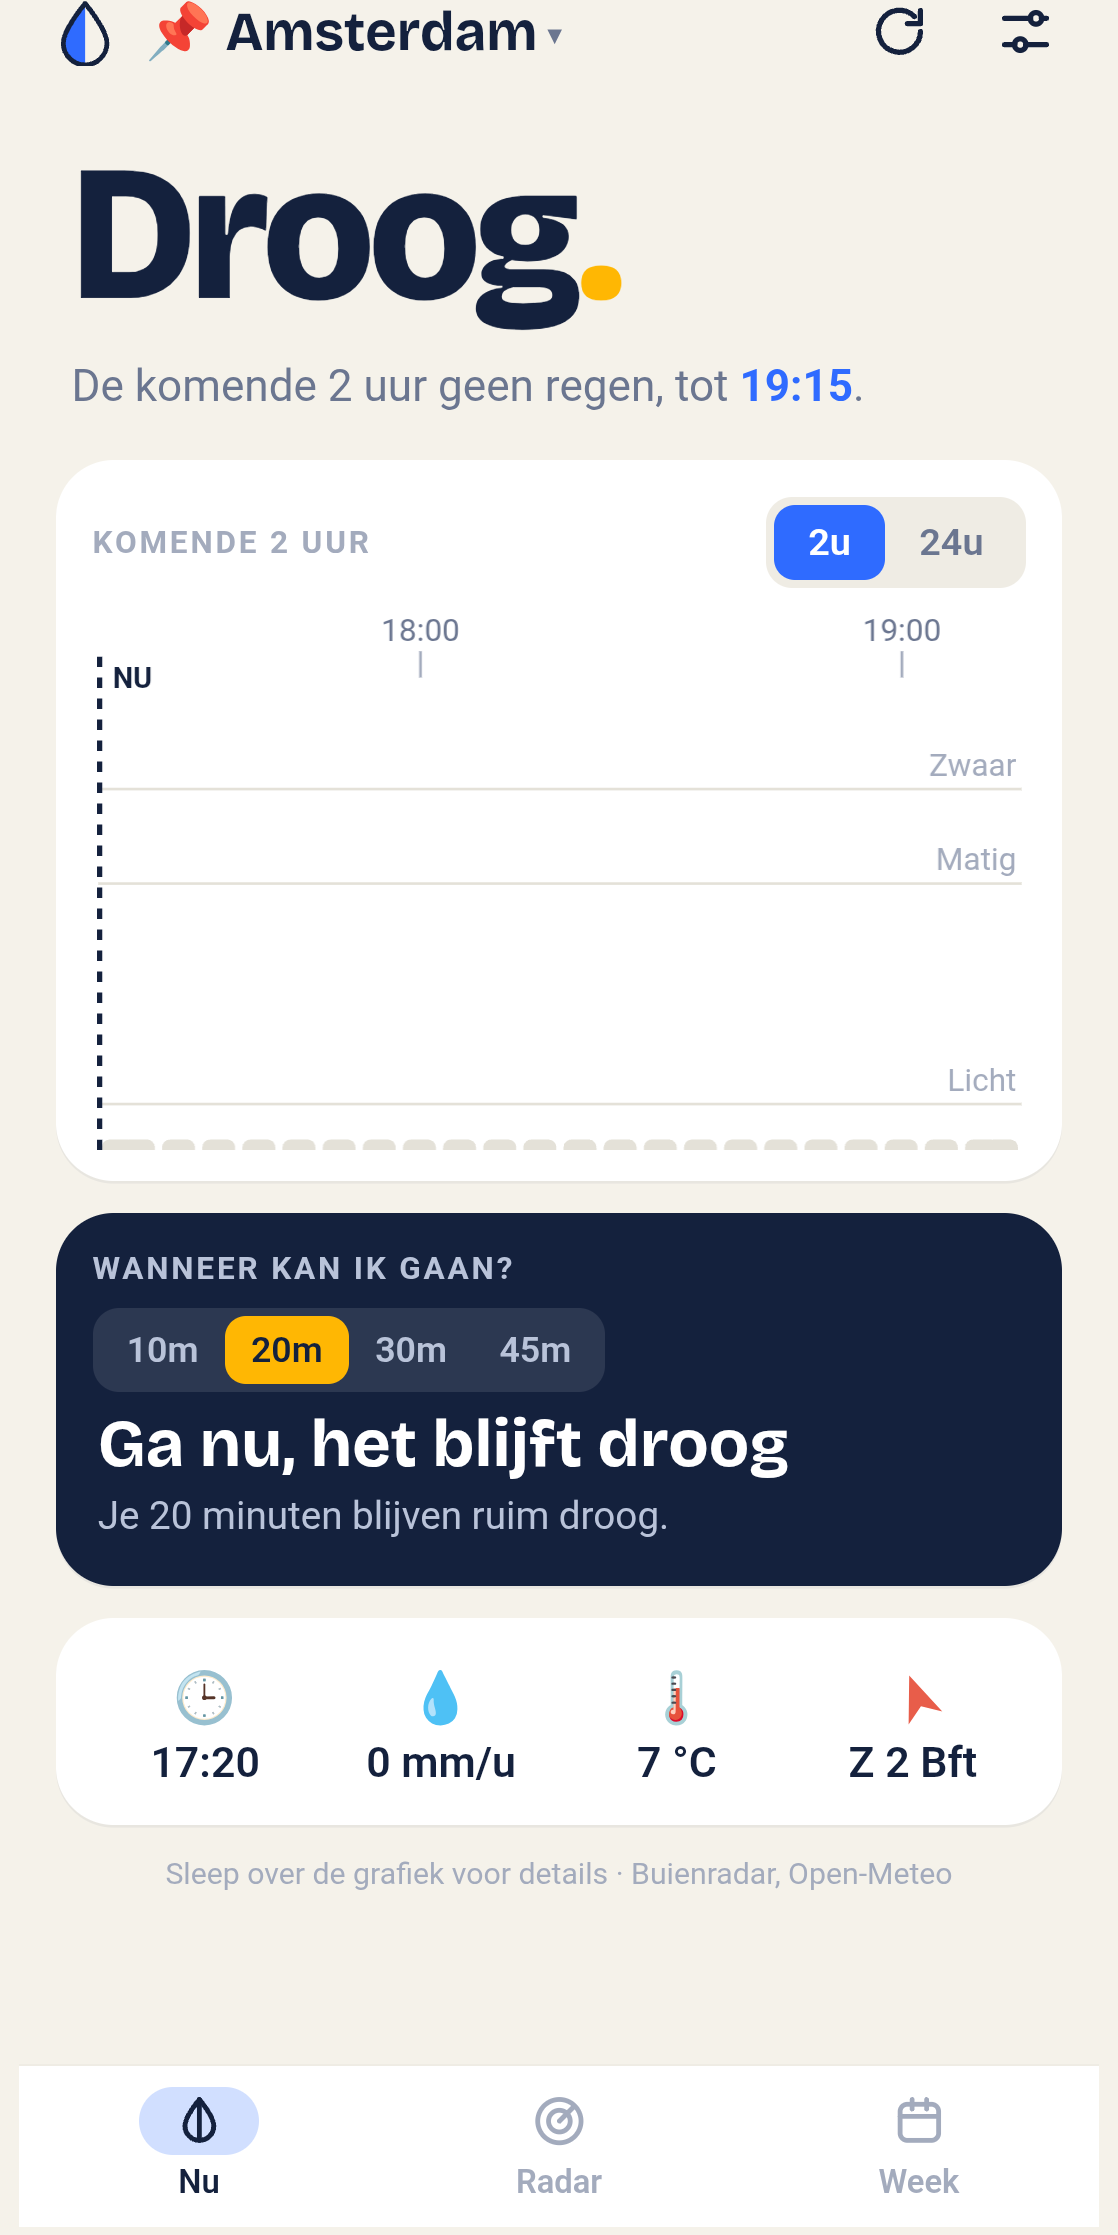 Amsterdam ▾
Droog.
De komende 2 uur geen regen, tot 19:15.
KOMENDE 2 UUR
2u 24u
18:00 19:00
NU
Zwaar
Matig
Licht
WANNEER KAN IK GAAN?
10m 20m 30m 45m
Ga nu, het blijft droog
Je 20 minuten blijven ruim droog.
17:20 0 mm/u 7 °C Z 2 Bft
Sleep over de grafiek voor details · Buienradar, Open-Meteo
Nu Radar Week